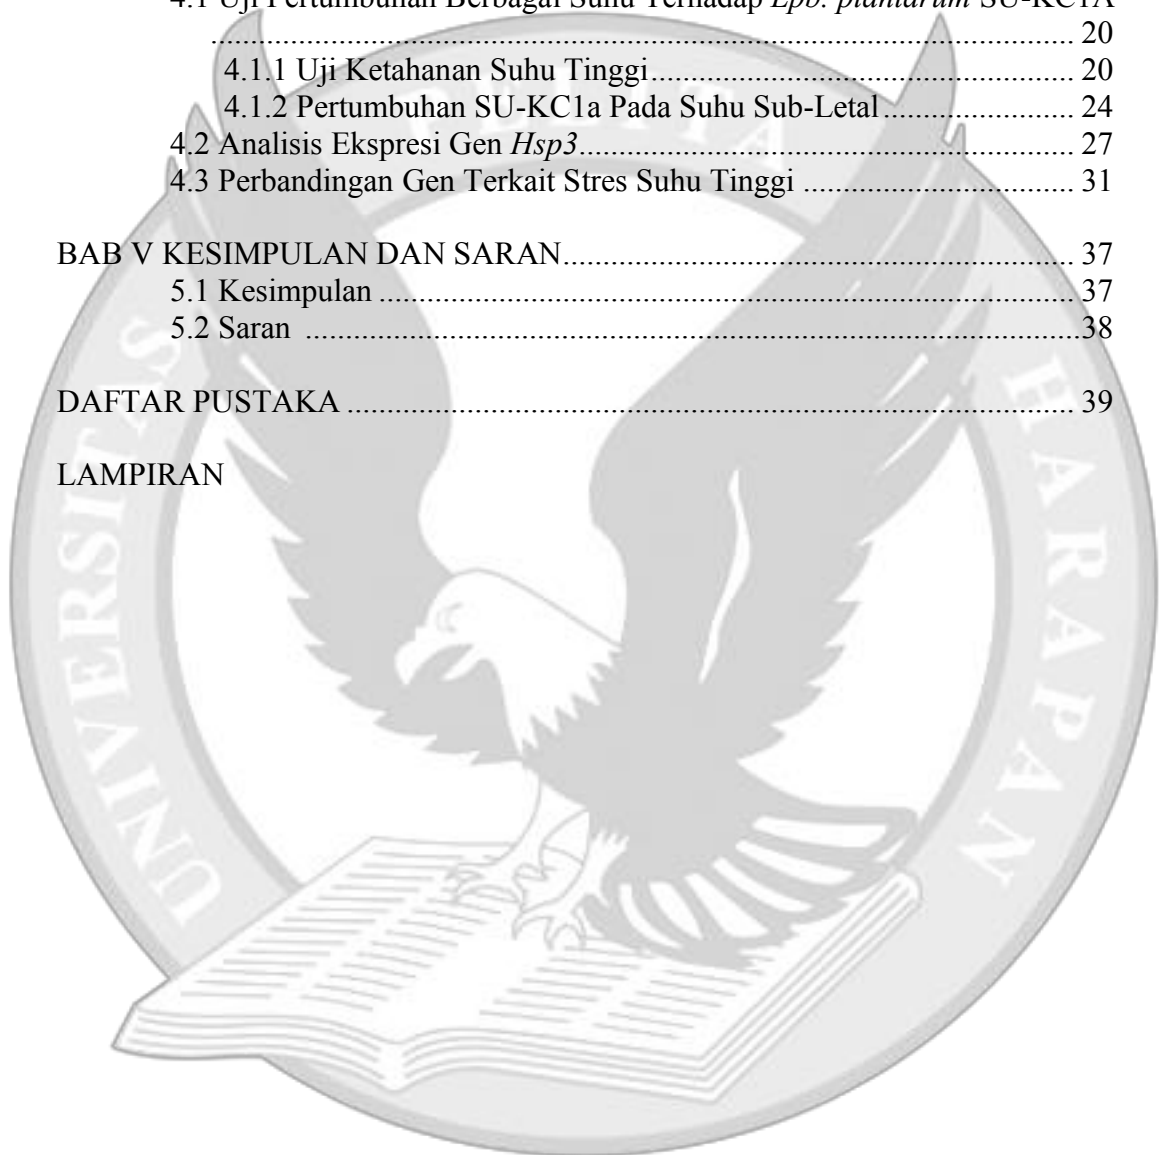 4.1 Uji Pertumbuhan Berbagai Suhu Terhadap Lpb. plantarum SU-KC1A
........................................................................................................... 20
4.1.1 Uji Ketahanan Suhu Tinggi..................................................... 20
4.1.2 Pertumbuhan SU-KC1a Pada Suhu Sub-Letal........................ 24
4.2 Analisis Ekspresi Gen Hsp3............................................................. 27
4.3 Perbandingan Gen Terkait Stres Suhu Tinggi .................................. 31
BAB V KESIMPULAN DAN SARAN............................................................... 37
5.1 Kesimpulan ...................................................................................... 37
5.2 Saran ................................................................................................38
DAFTAR PUSTAKA .......................................................................................... 39
LAMPIRAN
UNIVERSITAS
PELITA
HARAPAN